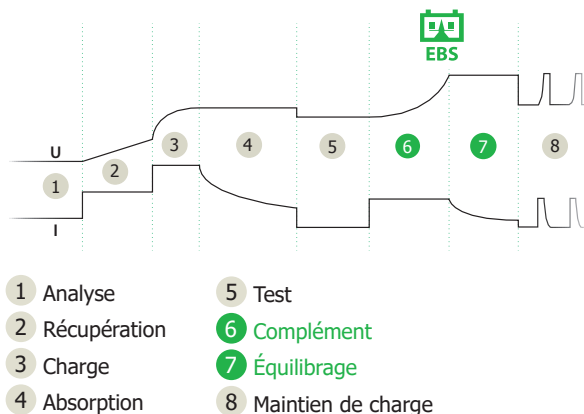 EBS
U
I
1
2
3
4
5
6
7
8
1 Analyse
2 Récupération
3 Charge
4 Absorption
5 Test
6 Complément
7 Équilibrage
8 Maintien de charge